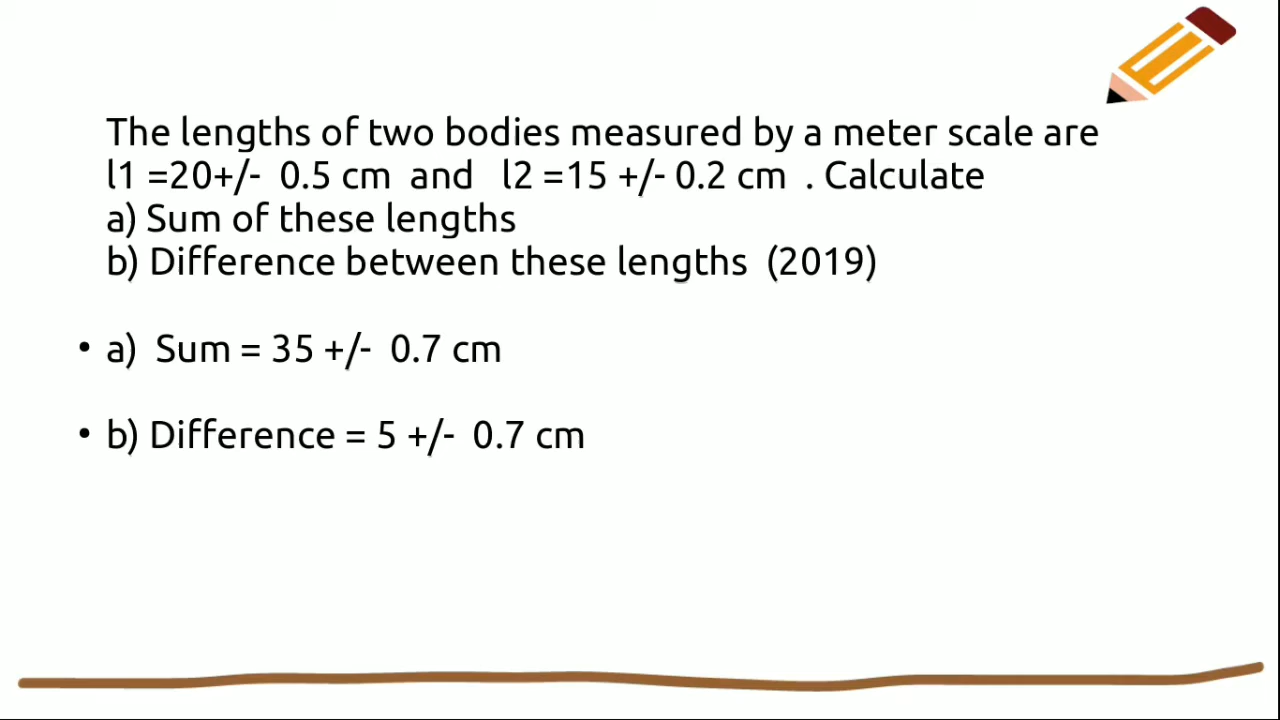 The lengths of two bodies measured by a meter scale are
l1 =20+/-  0.5 cm  and   l2 =15 +/- 0.2 cm  . Calculate
a) Sum of these lengths
b) Difference between these lengths  (2019)
• a)  Sum = 35 +/-  0.7 cm
• b) Difference = 5 +/-  0.7 cm